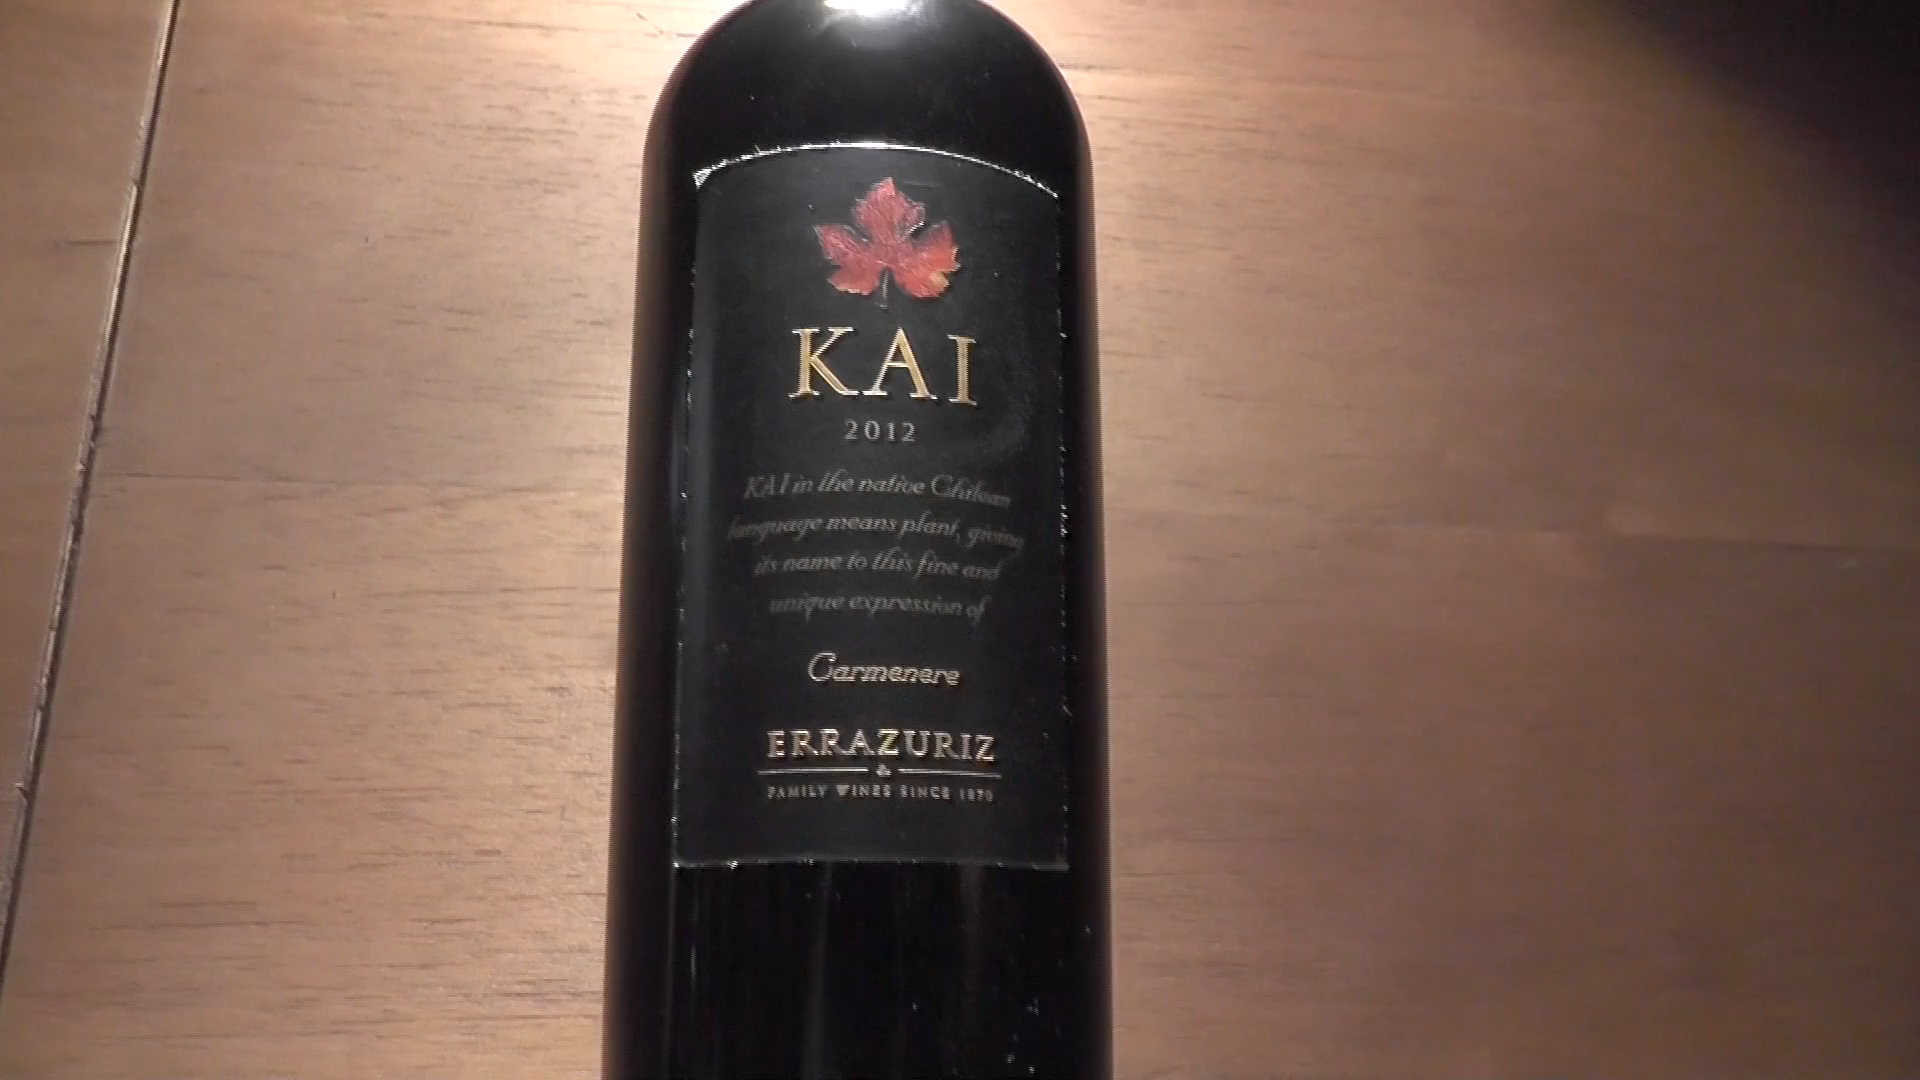 KAI
2012
KAI in the native Chilean
language means plant, giving
its name to this fine and
unique expression of
Carmenere
ERRAZURIZ
FAMILY WINES SINCE 1870